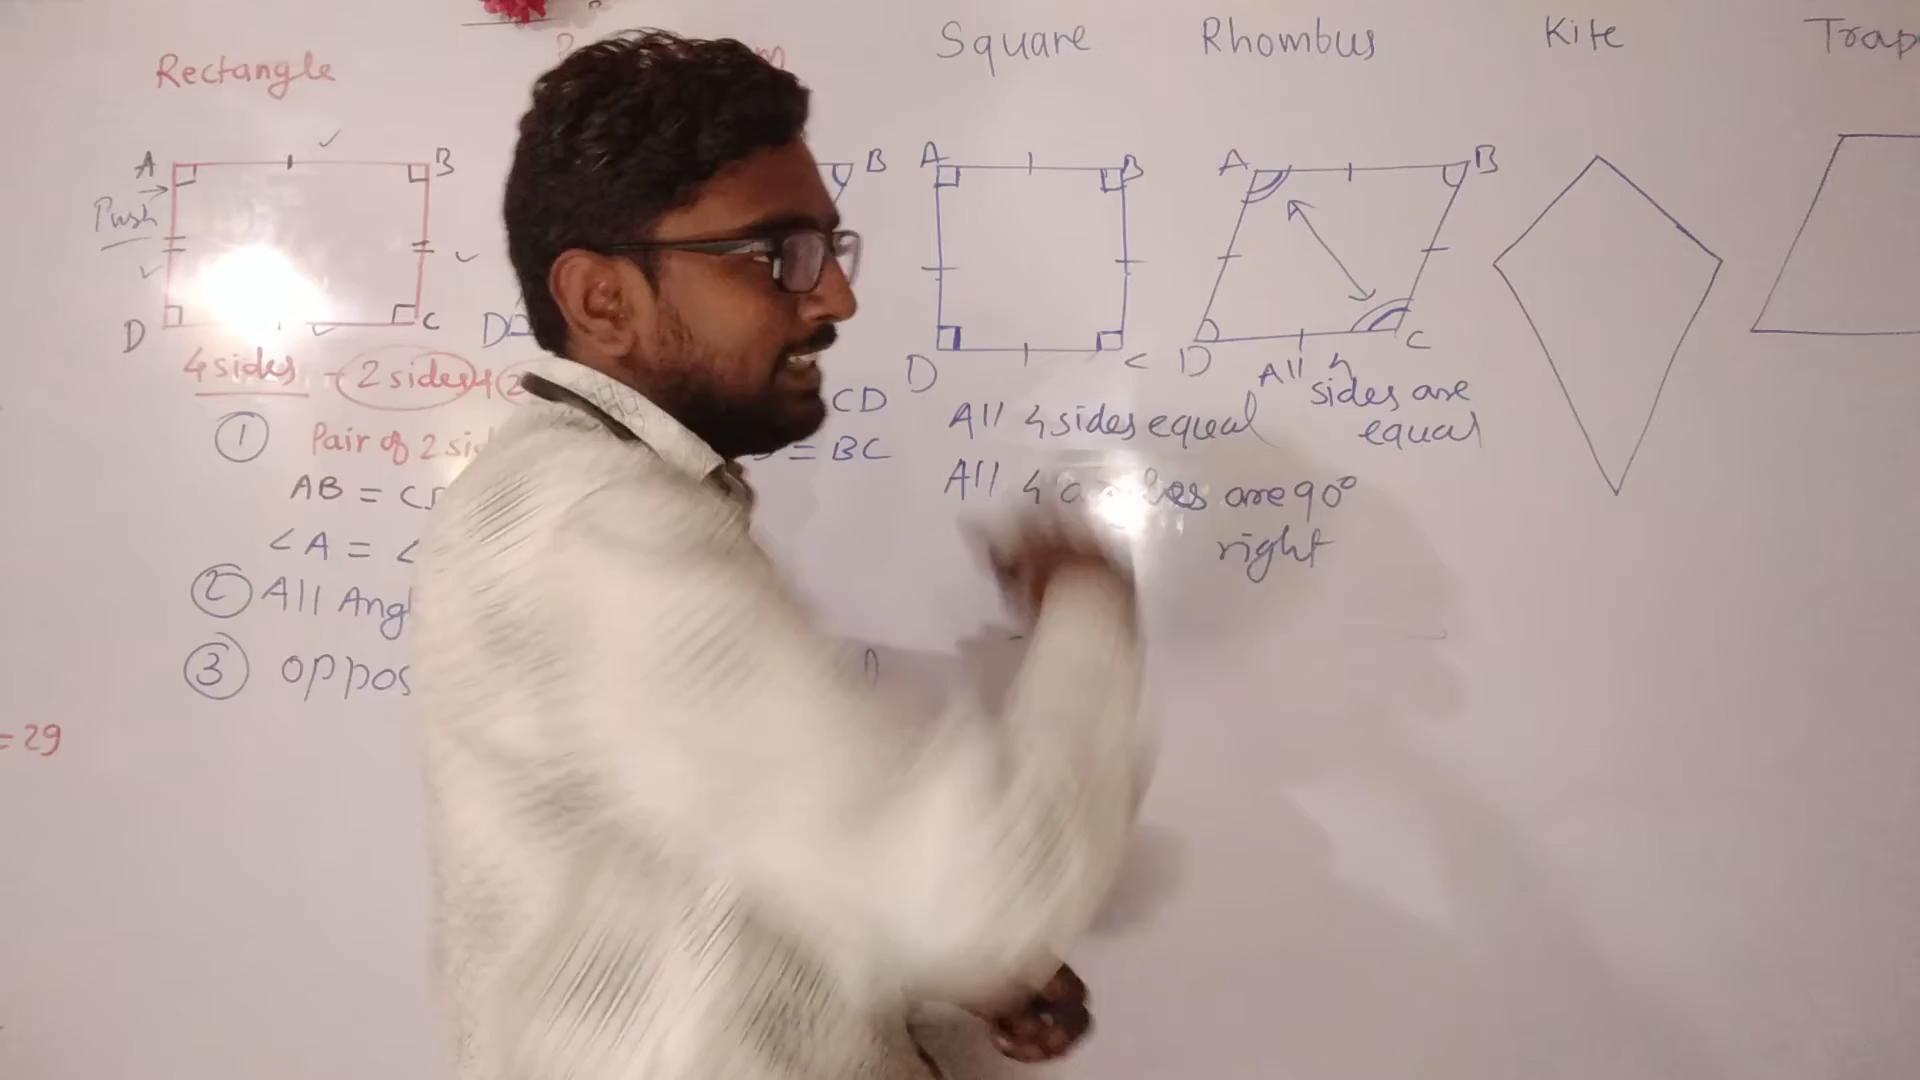 Rectangle
Square
Rhombus
Kite
Trap
A
B
Push
D
C
B
D
A
B
D
C
A
B
D
C
4 sides - 2 sides + 2
1 Pair of 2 sid
AB = C
∠A = ∠
2 All Angl
3 oppos
CD
= BC
All 4 sides equal
All 4 are 90°
right
All 4
sides are
equal
= 29